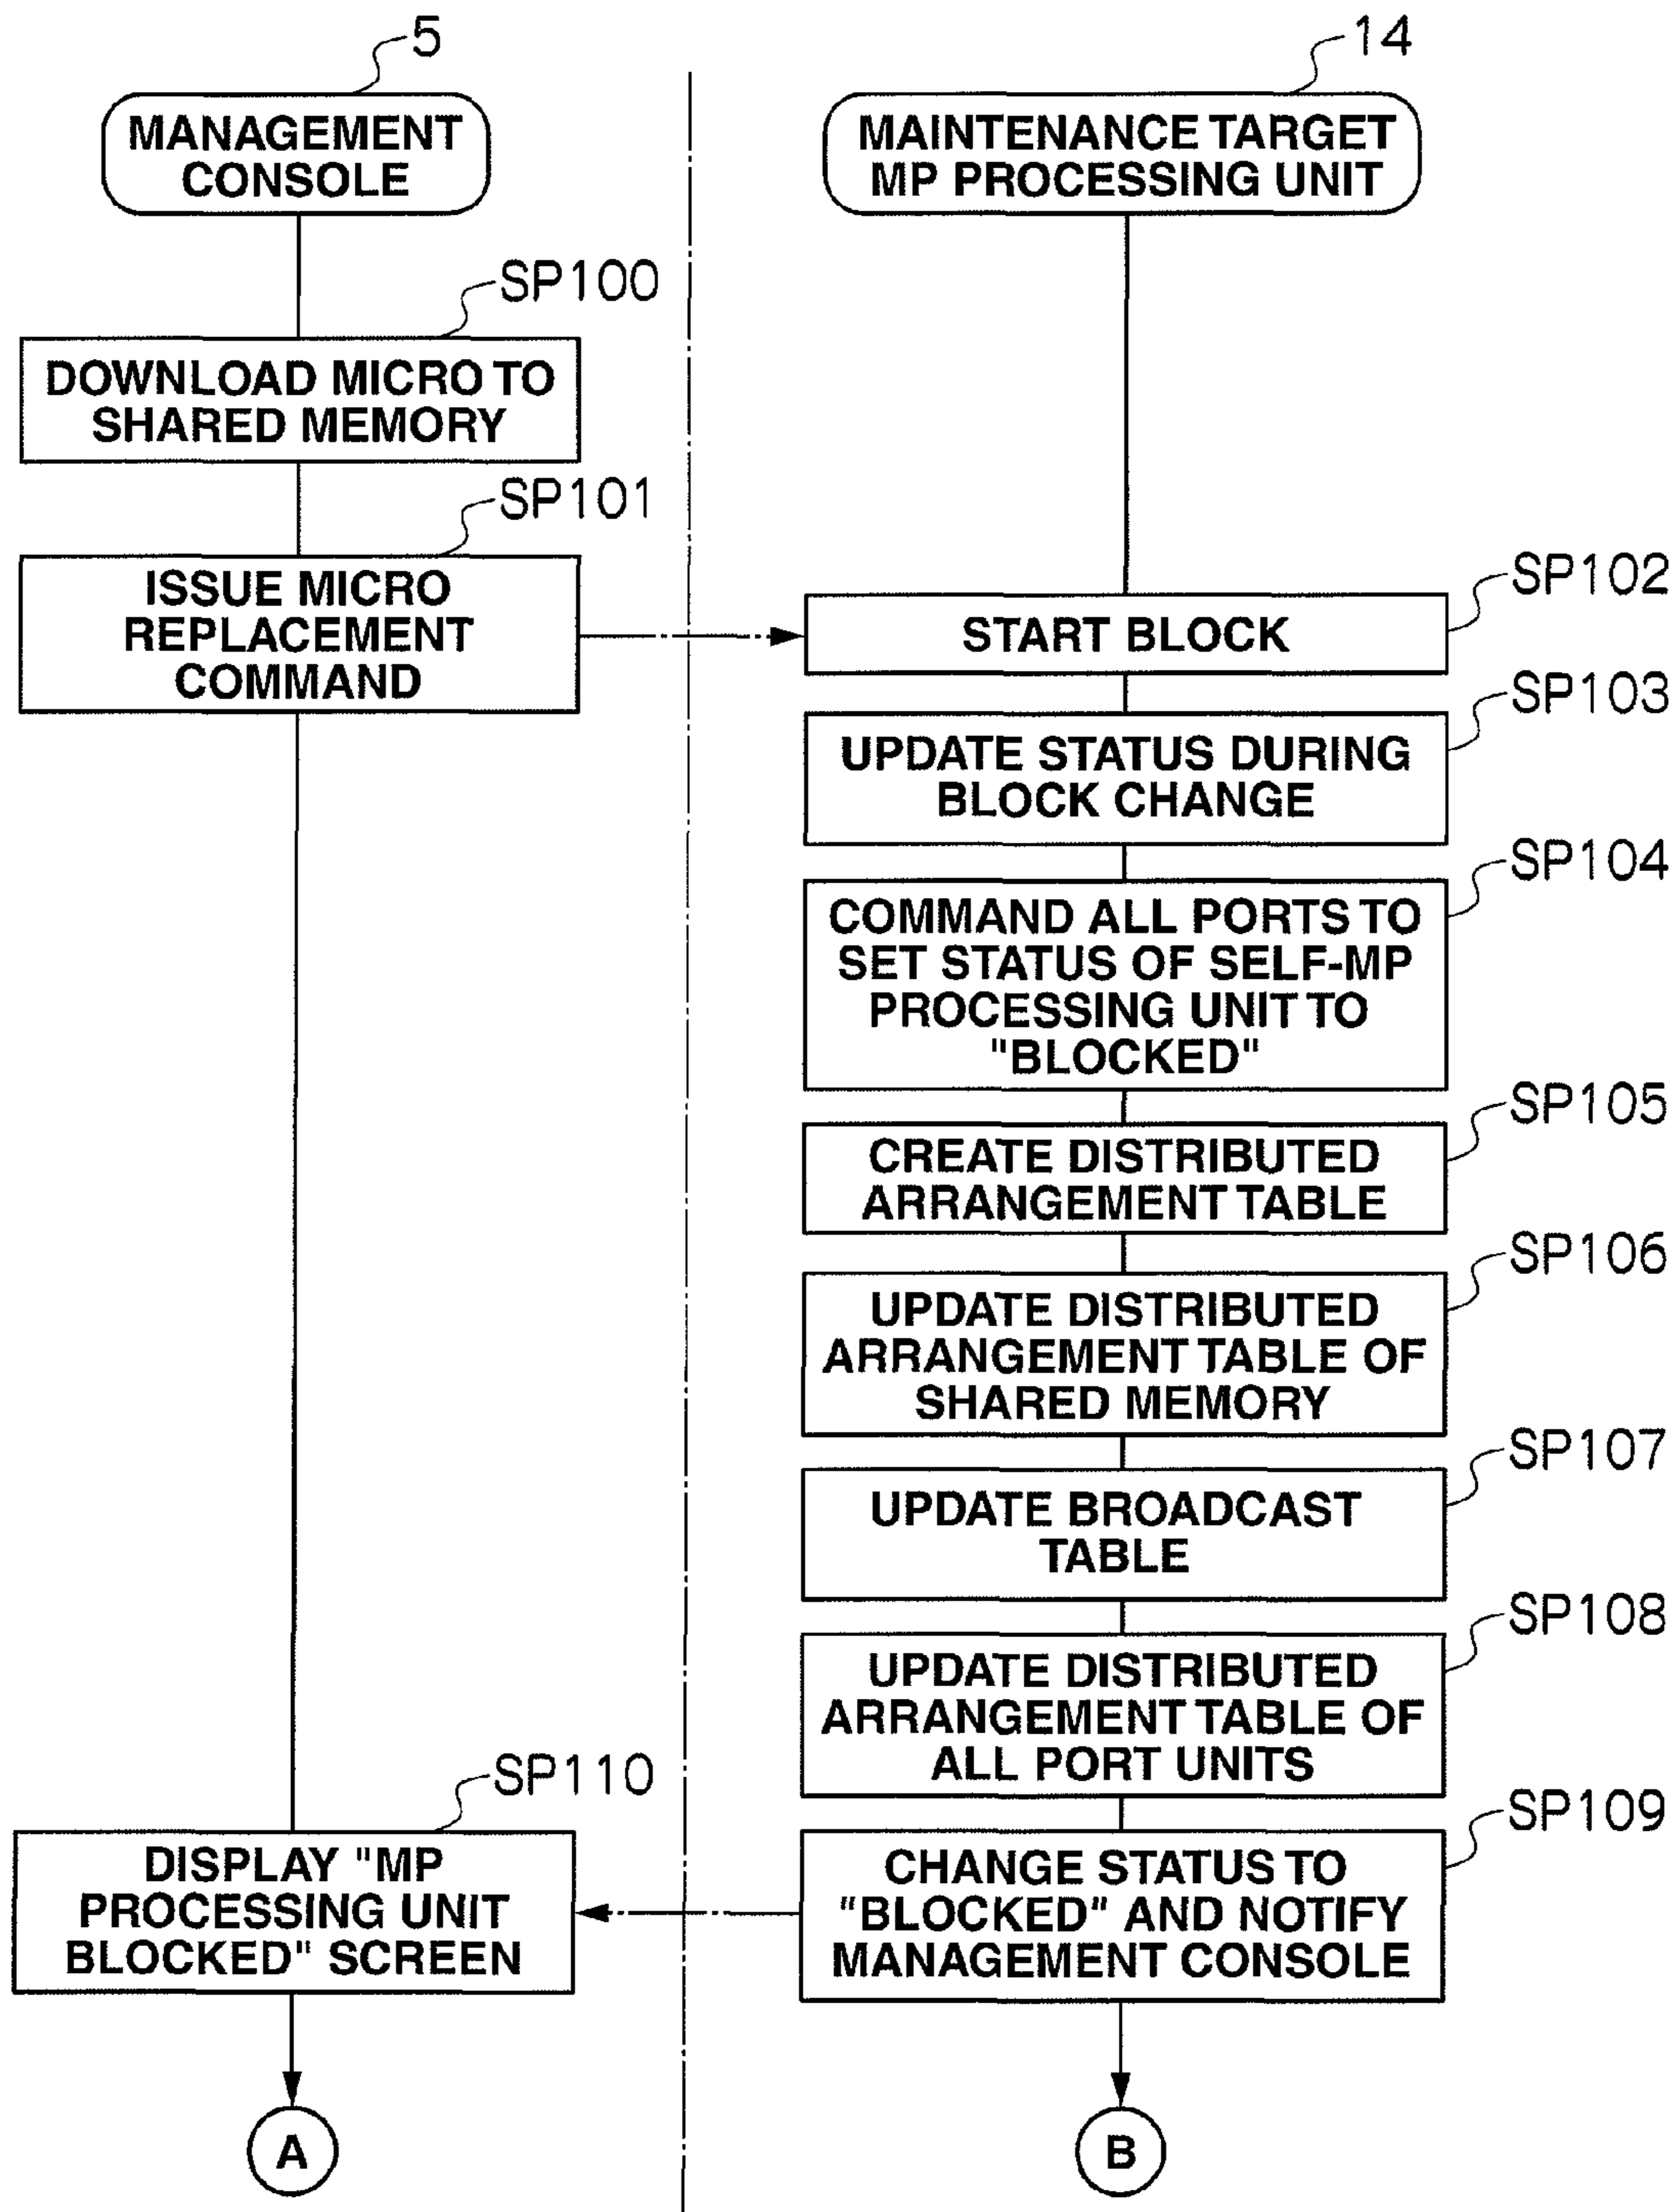 5
MANAGEMENT
CONSOLE
SP100
DOWNLOAD MICRO TO
SHARED MEMORY
SP101
ISSUE MICRO
REPLACEMENT
COMMAND
SP110
DISPLAY "MP
PROCESSING UNIT
BLOCKED" SCREEN
A
14
MAINTENANCE TARGET
MP PROCESSING UNIT
SP102
START BLOCK
SP103
UPDATE STATUS DURING
BLOCK CHANGE
SP104
COMMAND ALL PORTS TO
SET STATUS OF SELF-MP
PROCESSING UNIT TO
"BLOCKED"
SP105
CREATE DISTRIBUTED
ARRANGEMENT TABLE
SP106
UPDATE DISTRIBUTED
ARRANGEMENT TABLE OF
SHARED MEMORY
SP107
UPDATE BROADCAST
TABLE
SP108
UPDATE DISTRIBUTED
ARRANGEMENT TABLE OF
ALL PORT UNITS
SP109
CHANGE STATUS TO
"BLOCKED" AND NOTIFY
MANAGEMENT CONSOLE
B